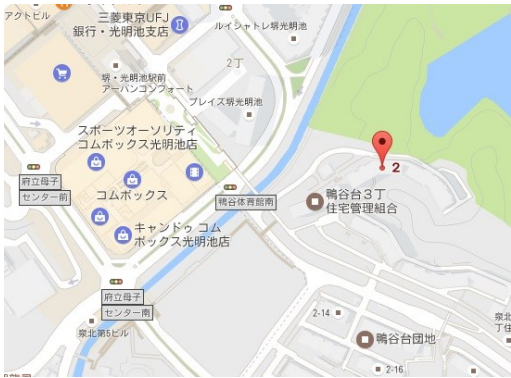 アクトビル
三菱東京UFJ
銀行・光明池支店
ルイシャトレ堺光明池
2丁
堺・光明池駅前
アーバンコンフォート
プレイズ堺光明池
スポーツオーソリティ
コムボックス光明池店
コムボックス
府立母子
センター前
鴨谷体育館南
キャンドゥ コム
ボックス光明池店
2
鴨谷台3丁
住宅管理組合
府立母子
センター南
泉北第5ビル
2-14
鴨谷台団地
2-16
泉北
丁住